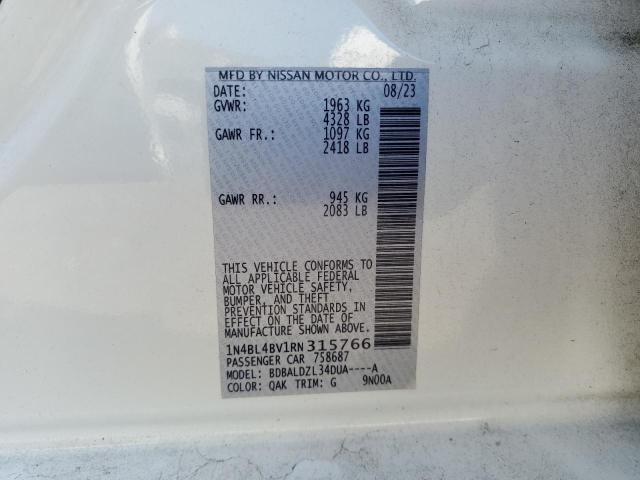 MFD BY NISSAN MOTOR CO., LTD.
DATE: 08/23
GVWR: 1963 KG
4328 LB
GAWR FR.: 1097 KG
2418 LB
GAWR RR.: 945 KG
2083 LB
THIS VEHICLE CONFORMS TO
ALL APPLICABLE FEDERAL
MOTOR VEHICLE SAFETY,
BUMPER, AND THEFT
PREVENTION STANDARDS IN
EFFECT ON THE DATE OF
MANUFACTURE SHOWN ABOVE.
1N4BL4BV1RN315766
PASSENGER CAR 758687
MODEL: BDBALDZL34DUA----A
COLOR: QAK TRIM: G 9N00A